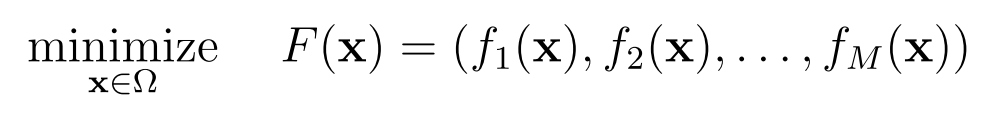 minimize F(x) = (f₁(x), f₂(x), . . . , f_M(x))
x∈Ω